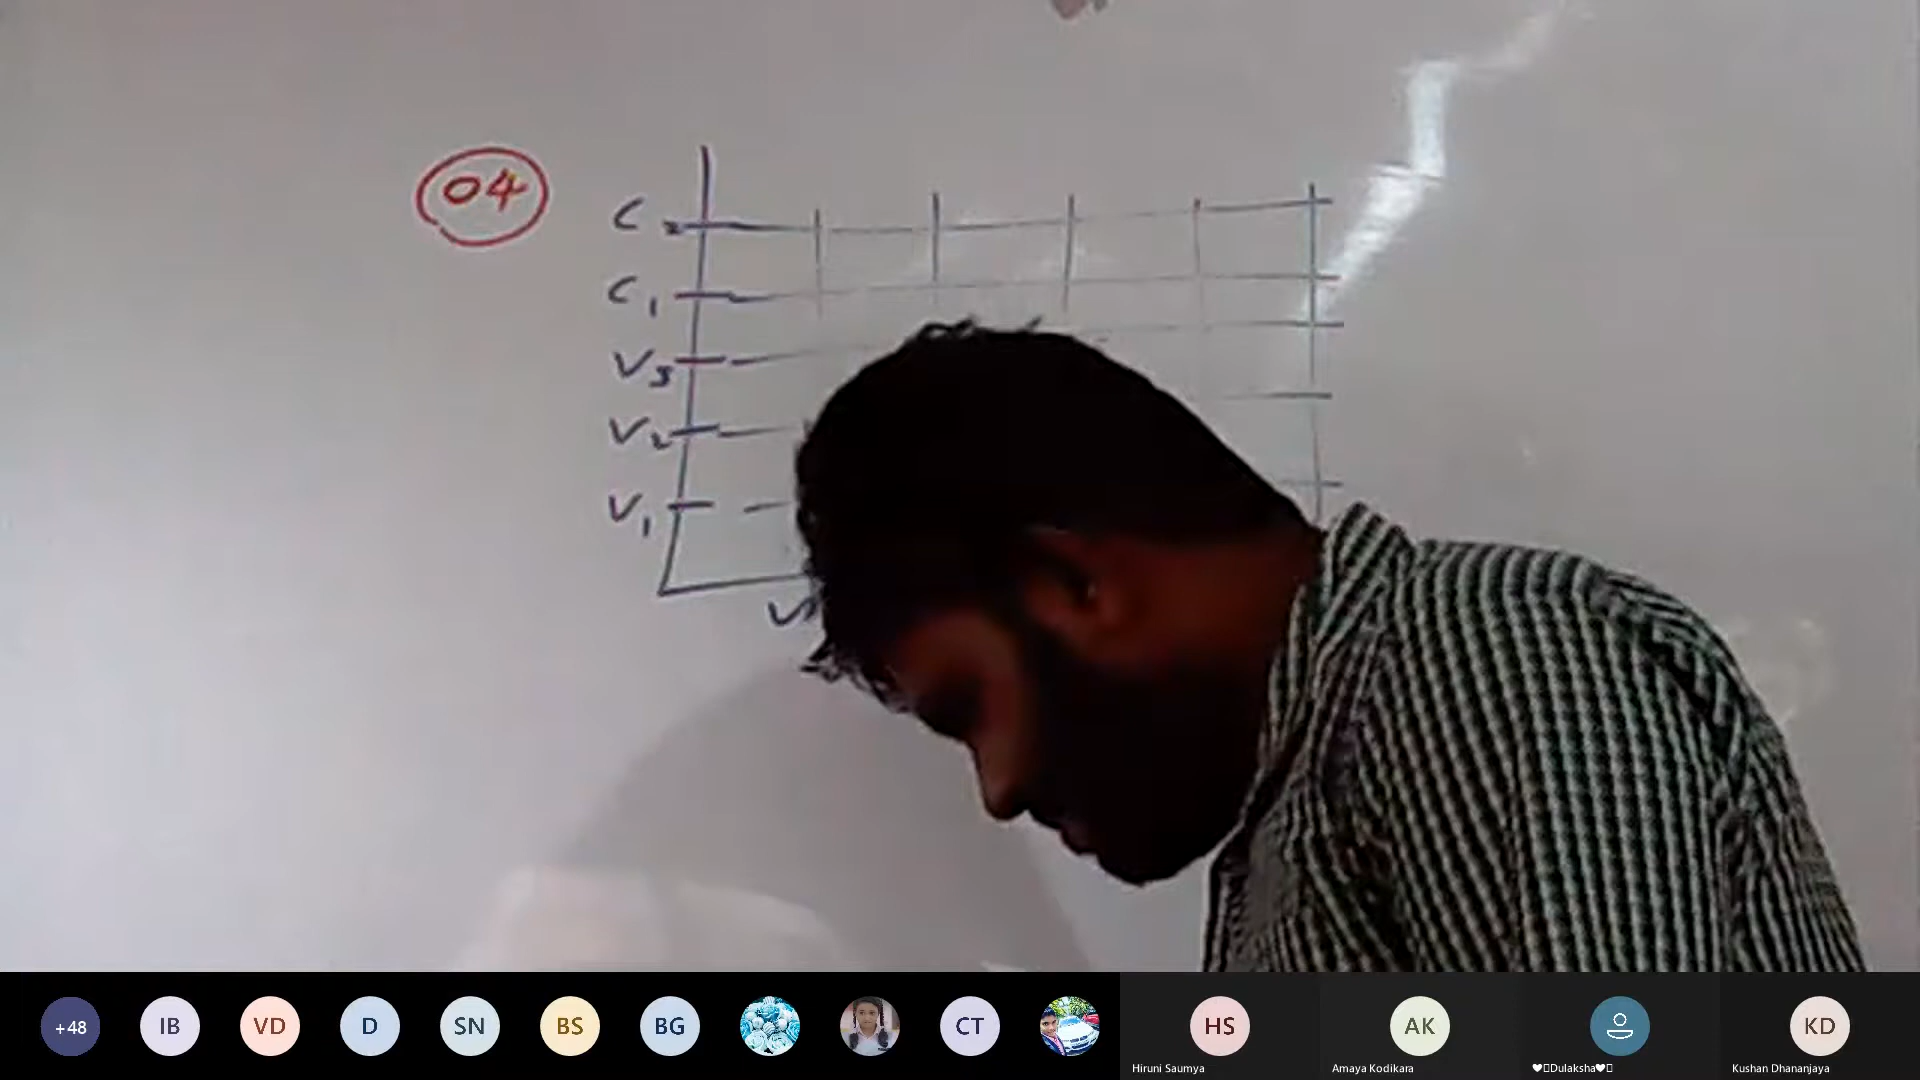 04
C2
C1
V3
V2
V1
+48
IB
VD
D
SN
BS
BG
CT
HS
AK
KD
Hiruni Saumya
Amaya Kodikara
Dulaksha
Kushan Dhananjaya